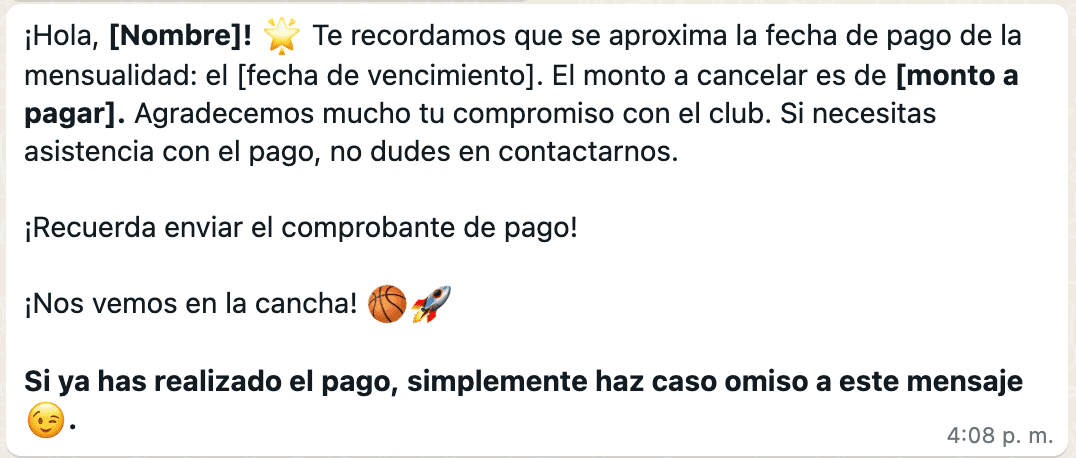 ¡Hola, [Nombre]! 🌟 Te recordamos que se aproxima la fecha de pago de la
mensualidad: el [fecha de vencimiento]. El monto a cancelar es de [monto a
pagar]. Agradecemos mucho tu compromiso con el club. Si necesitas
asistencia con el pago, no dudes en contactarnos.
¡Recuerda enviar el comprobante de pago!
¡Nos vemos en la cancha! 🏀🚀
Si ya has realizado el pago, simplemente haz caso omiso a este mensaje
😉.
4:08 p. m.